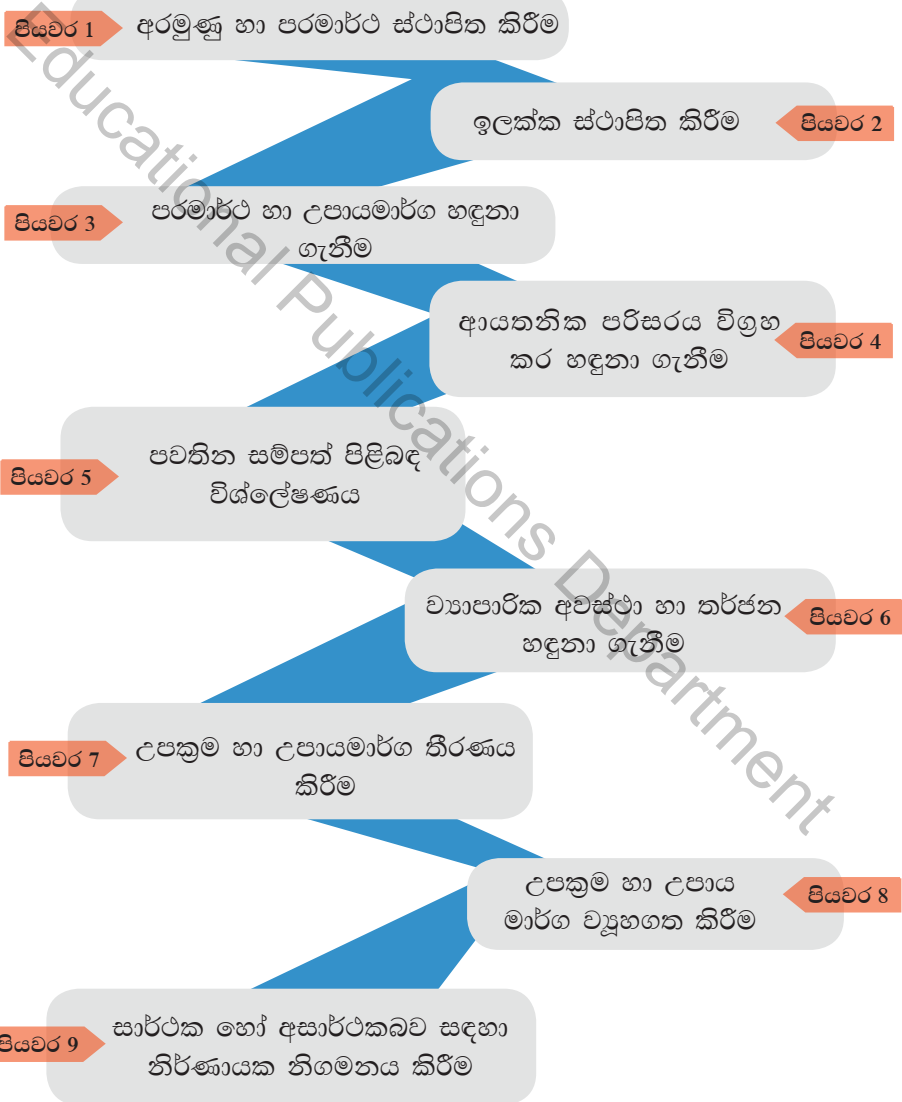 පියවර 1
අරමුණු හා පරමාර්ථ ස්ථාපිත කිරීම
ඉලක්ක ස්ථාපිත කිරීම
පියවර 2
පියවර 3
පරමාර්ථ හා උපායමාර්ග හඳුනා
ගැනීම
ආයතනික පරිසරය විග්‍රහ
කර හඳුනා ගැනීම
පියවර 4
පියවර 5
පවතින සම්පත් පිළිබඳ
විශ්ලේෂණය
ව්‍යාපාරික අවස්ථා හා තර්ජන
හඳුනා ගැනීම
පියවර 6
පියවර 7
උපක්‍රම හා උපායමාර්ග තීරණය
කිරීම
උපක්‍රම හා උපාය
මාර්ග ව්‍යූහගත කිරීම
පියවර 8
පියවර 9
සාර්ථක හෝ අසාර්ථකබව සඳහා
නිර්ණායක නිගමනය කිරීම
Educational Publications Department